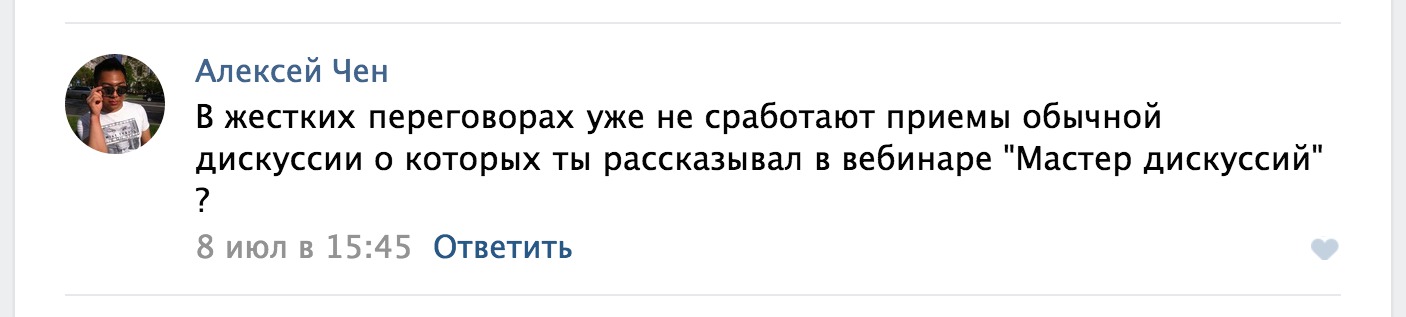 Алексей Чен
В жестких переговорах уже не сработают приемы обычной
дискуссии о которых ты рассказывал в вебинаре "Мастер дискуссий"
?
8 июл в 15:45 Ответить